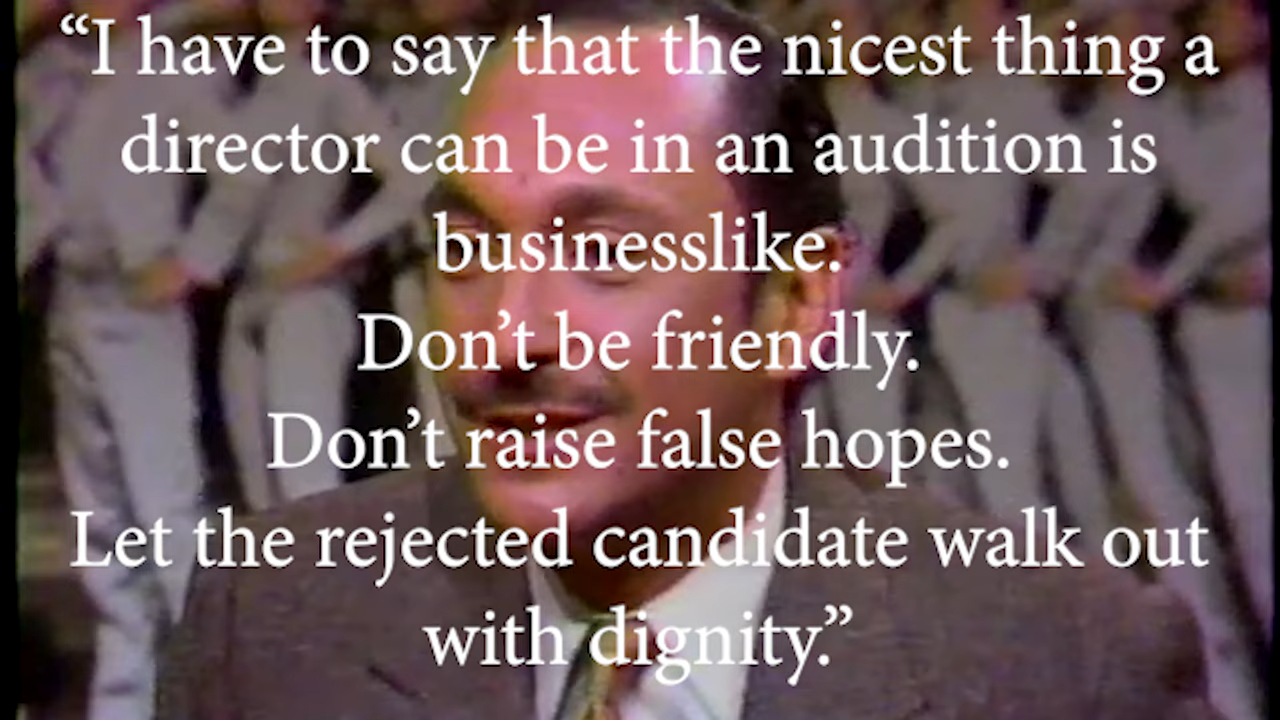 “I have to say that the nicest thing a
director can be in an audition is
businesslike.
Don’t be friendly.
Don’t raise false hopes.
Let the rejected candidate walk out
with dignity.”